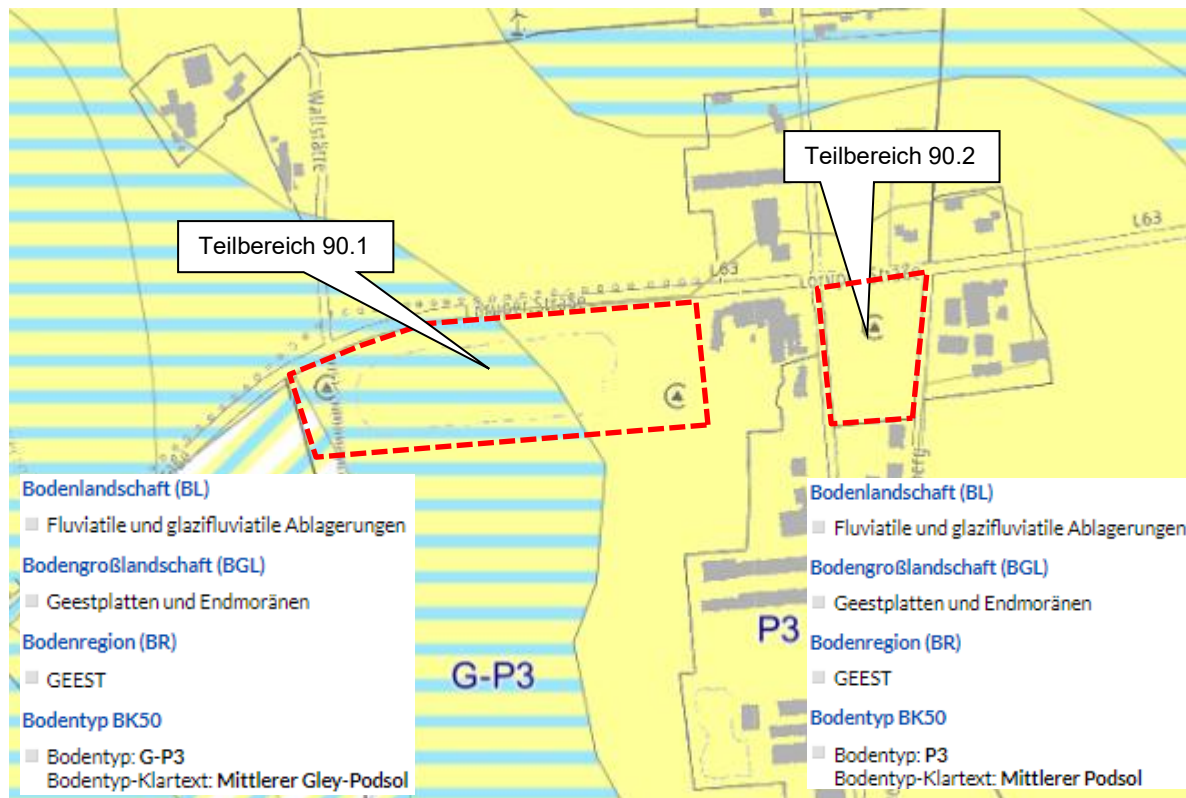 Wallstätte
Teilbereich 90.2
Teilbereich 90.1
L63
L63
Straße
G-P3
P3
Bodenlandschaft (BL)
Fluviatile und glazifluviatile Ablagerungen
Bodengroßlandschaft (BGL)
Geestplatten und Endmoränen
Bodenregion (BR)
GEEST
Bodentyp BK50
Bodentyp: G-P3
Bodentyp-Klartext: Mittlerer Gley-Podsol
Bodenlandschaft (BL)
Fluviatile und glazifluviatile Ablagerungen
Bodengroßlandschaft (BGL)
Geestplatten und Endmoränen
Bodenregion (BR)
GEEST
Bodentyp BK50
Bodentyp: P3
Bodentyp-Klartext: Mittlerer Podsol